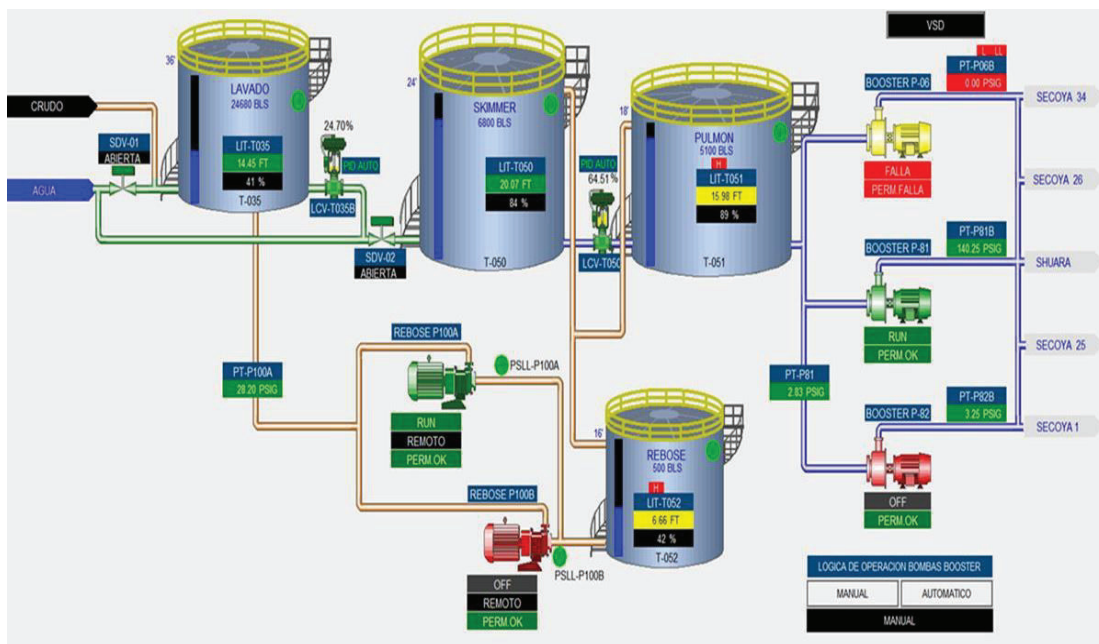 VSD
L LL
36'
LAVADO
24680 BLS
24'
SKIMMER
6800 BLS
18'
PULMON
5100 BLS
H
BOOSTER P-06
PT-P06B
0.00 PSIG
SECOYA 34
CRUDO
SDV-01
ABIERTA
AGUA
LIT-T035
14.45 FT
41 %
T-035
24.70%
PID AUTO
LCV-T035B
SDV-02
ABIERTA
LIT-T050
20.07 FT
84 %
T-050
PID AUTO
64.51%
LCV-T050
LIT-T051
15.98 FT
89 %
T-051
FALLA
PERM.FALLA
SECOYA 26
BOOSTER P-81
PT-P81B
140.25 PSIG
SHUARA
RUN
PERM.OK
SECOYA 25
PT-P100A
28.20 PSIG
REBOSE P100A
PSLL-P100A
RUN
REMOTO
PERM.OK
PT-P81
2.83 PSIG
BOOSTER P-82
PT-P82B
3.25 PSIG
SECOYA 1
16'
REBOSE
500 BLS
H
LIT-T052
6.66 FT
42 %
T-052
OFF
PERM.OK
REBOSE P100B
PSLL-P100B
OFF
REMOTO
PERM.OK
LOGICA DE OPERACION BOMBAS BOOSTER
MANUAL
AUTOMATICO
MANUAL